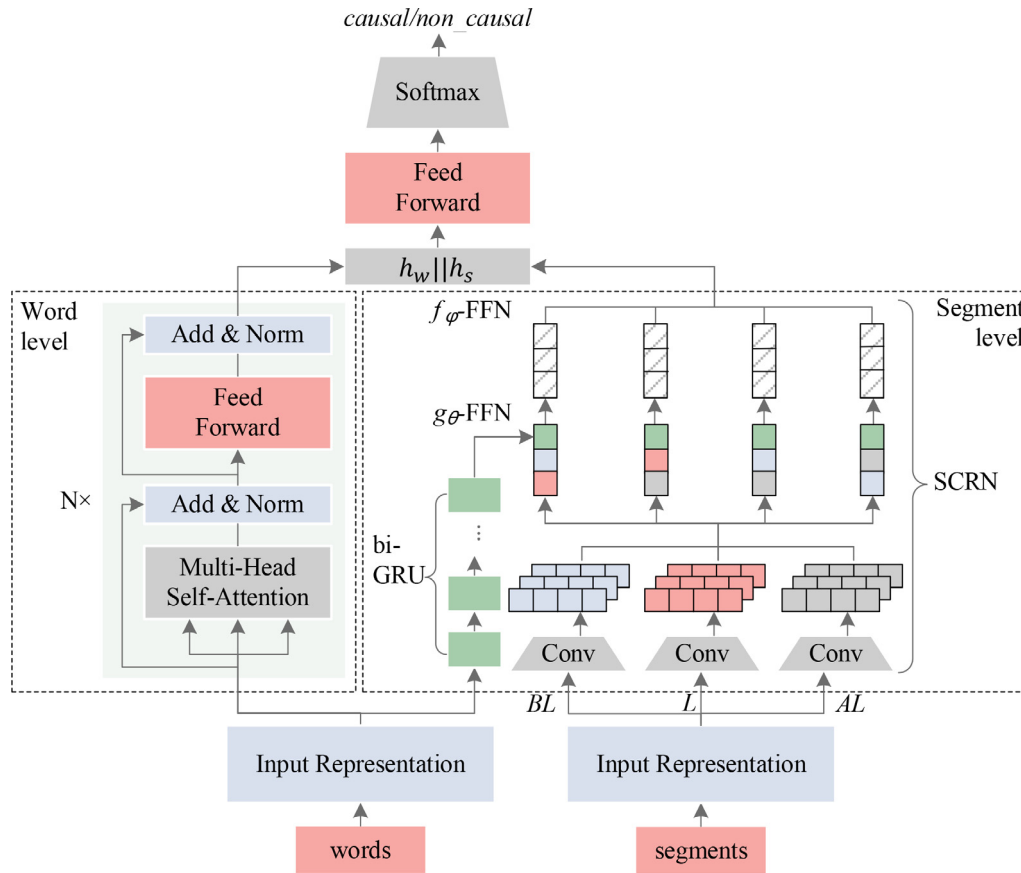 causal/non_causal
Softmax
Feed
Forward
h_w||h_s
Word
level
Add & Norm
Feed
Forward
N×
Add & Norm
Multi-Head
Self-Attention
f_φ-FFN
Segment
level
g_θ-FFN
SCRN
bi-
GRU
...
Conv
Conv
Conv
BL
L
AL
Input Representation
Input Representation
words
segments